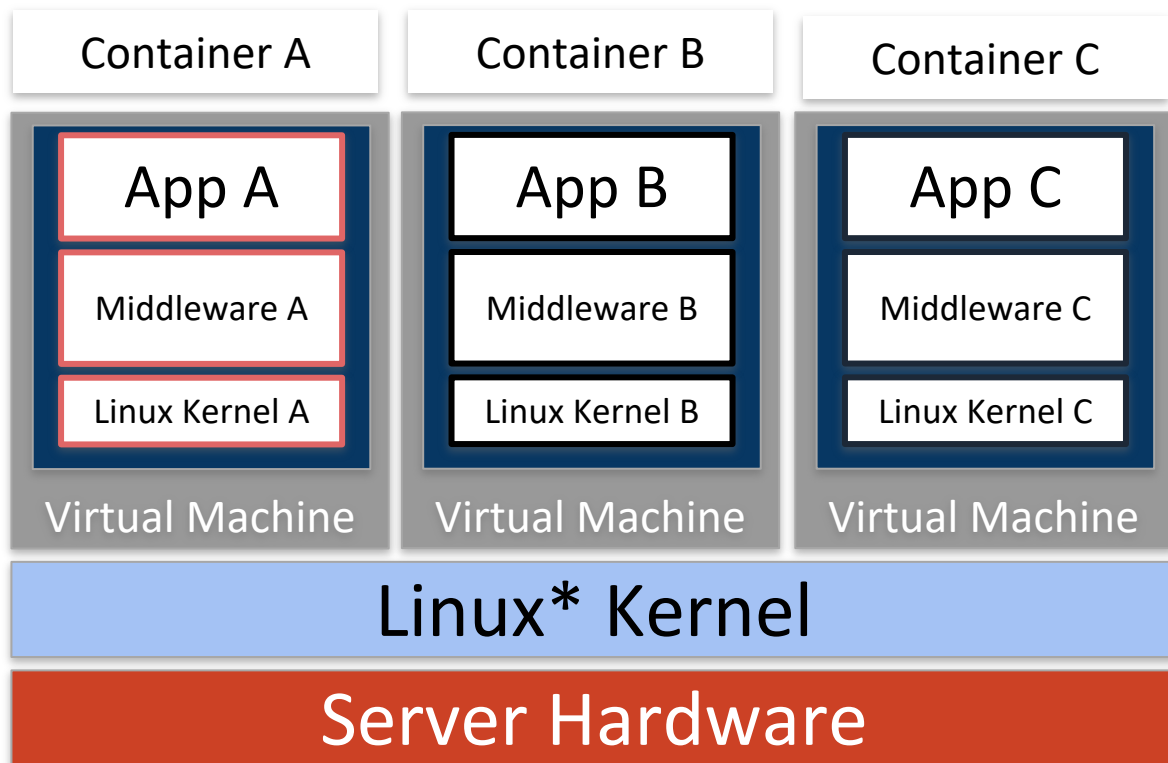 Container A
Container B
Container C
App A
App B
App C
Middleware A
Middleware B
Middleware C
Linux Kernel A
Linux Kernel B
Linux Kernel C
Virtual Machine
Virtual Machine
Virtual Machine
Linux* Kernel
Server Hardware